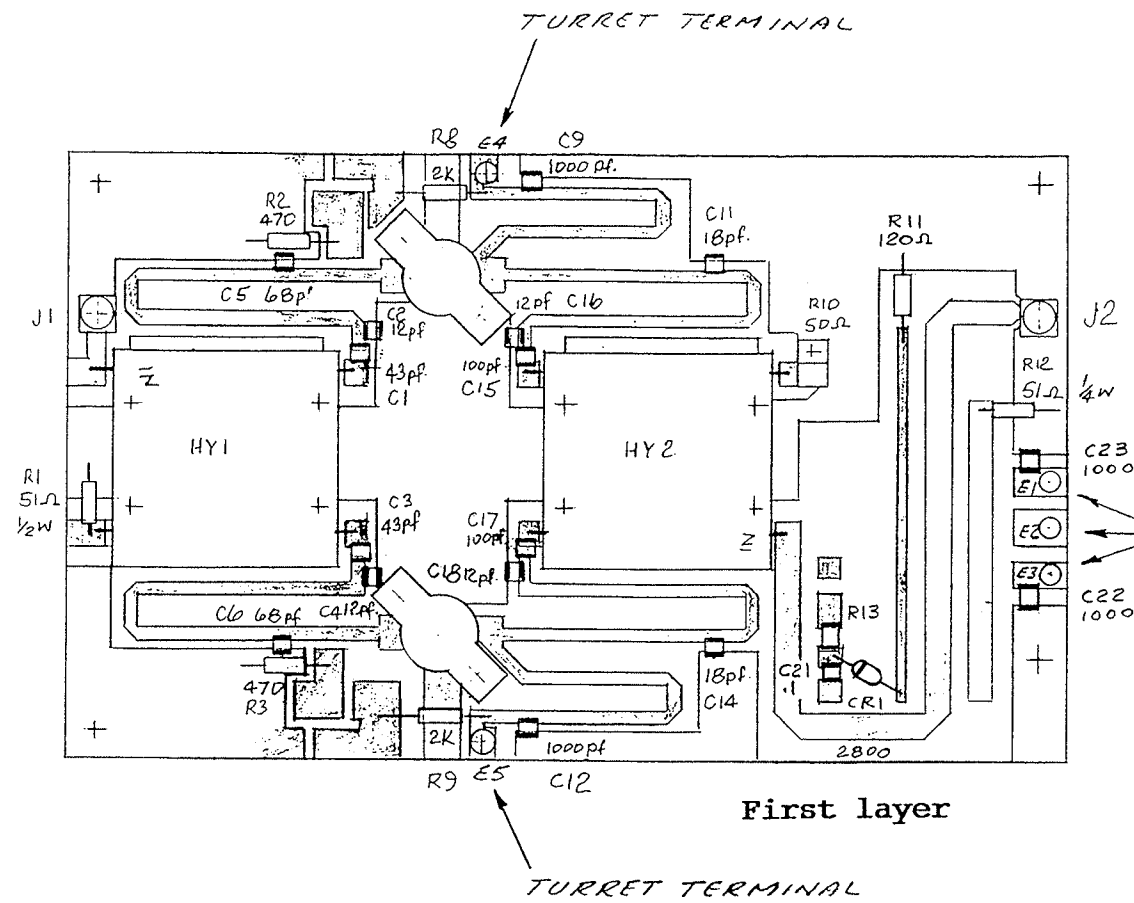 TURRET TERMINAL
R8 E4 C9
1000pf.
2K
R2
470
C11
18pf.
R11
120Ω
C5 68pf
12pf C16
C2
12pf
R10
50Ω
J1
J2
Z
43pf.
C1
100pf
C15
R12
51Ω 1/4W
HY1
HY2
C23
1000
R1
51Ω
1/2W
C3
43pf
C17
100pf
E1
E2
E3
Z
C18 12pf.
C22
1000
C6 68pf C4 12pf
R13
470
R3
18pf.
C14
C21
.1
CR1
2K
1000pf
2800
R9 E5 C12
First layer
TURRET TERMINAL